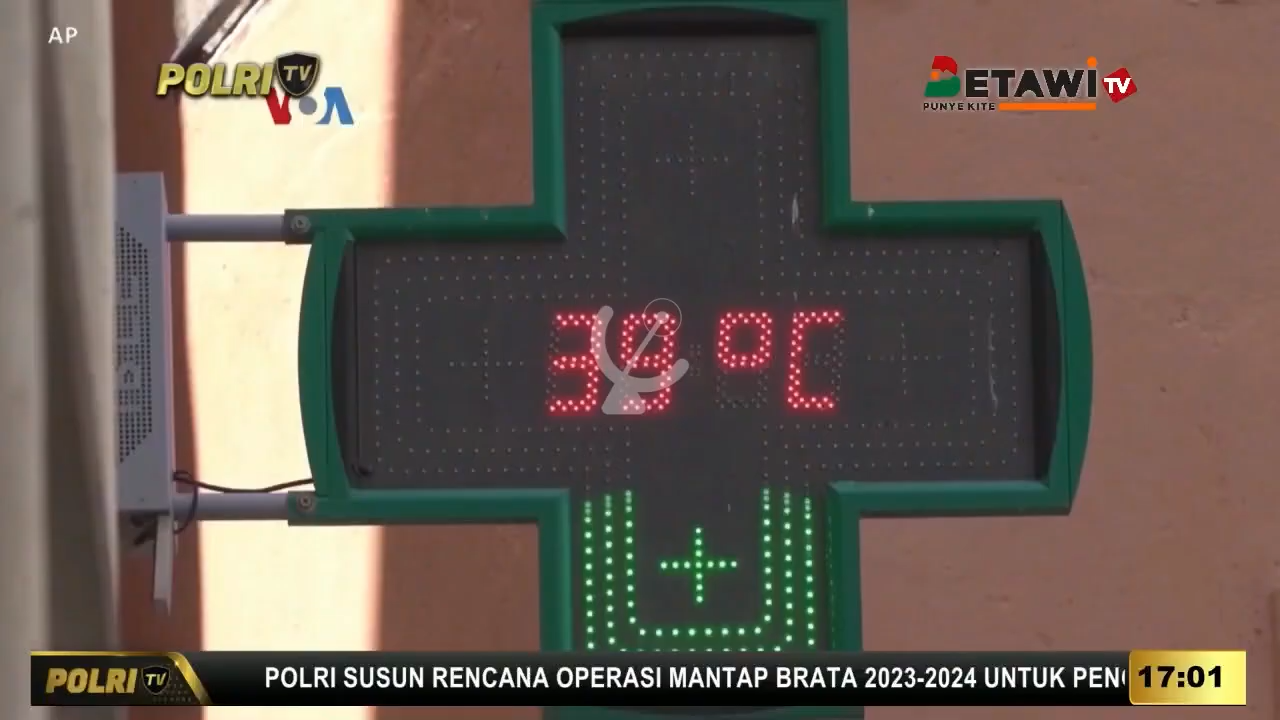 AP
POLRI TV
VOA
BETAWI TV
PUNYE KITE
39 °C
POLRI TV
POLRI SUSUN RENCANA OPERASI MANTAP BRATA 2023-2024 UNTUK
17:01